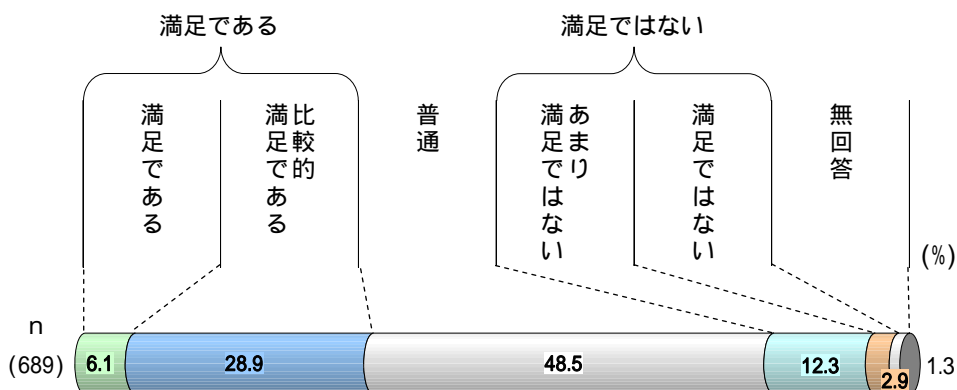 満足である
満足ではない
満足である
比較的
満足である
普通
あまり
満足ではない
満足ではない
無回答
(%)
n
(689)
6.1
28.9
48.5
12.3
2.9
1.3